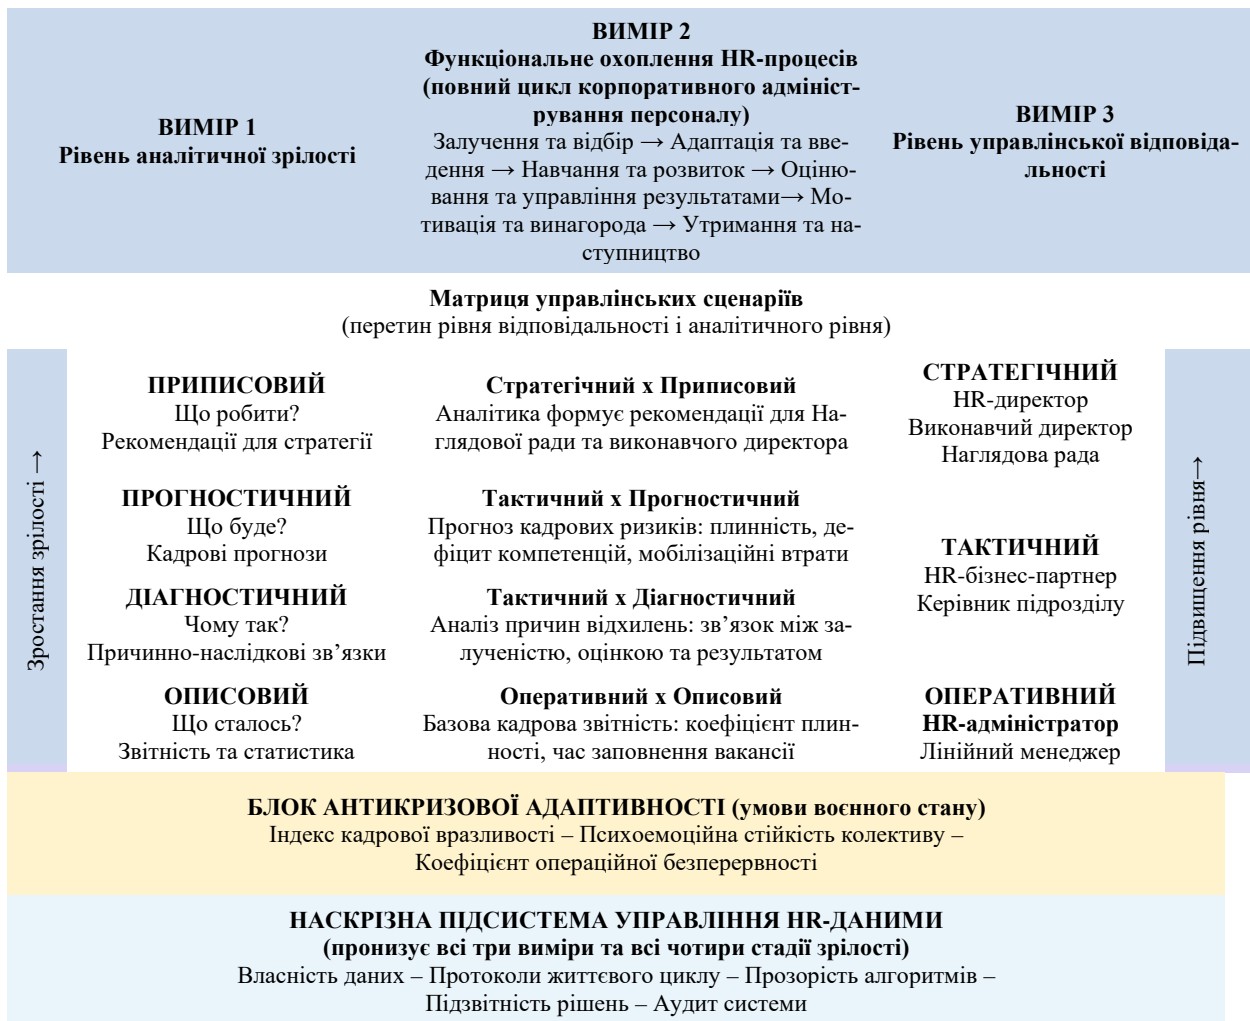 ВИМІР 1
Рівень аналітичної зрілості
ВИМІР 2
Функціональне охоплення HR-процесів
(повний цикл корпоративного адмініст-
рування персоналу)
Залучення та відбір → Адаптація та вве-
дення → Навчання та розвиток → Оціню-
вання та управління результатами→ Мо-
тивація та винагорода → Утримання та на-
ступництво
ВИМІР 3
Рівень управлінської відповіда-
льності
Матриця управлінських сценаріїв
(перетин рівня відповідальності і аналітичного рівня)
Зростання зрілості →
ПРИПИСОВИЙ
Що робити?
Рекомендації для стратегії
Стратегічний х Приписовий
Аналітика формує рекомендації для На-
глядової ради та виконавчого директора
СТРАТЕГІЧНИЙ
HR-директор
Виконавчий директор
Наглядова рада
Підвищення рівня→
ПРОГНОСТИЧНИЙ
Що буде?
Кадрові прогнози
Тактичний х Прогностичний
Прогноз кадрових ризиків: плинність, де-
фіцит компетенцій, мобілізаційні втрати
ТАКТИЧНИЙ
HR-бізнес-партнер
Керівник підрозділу
ДІАГНОСТИЧНИЙ
Чому так?
Причинно-наслідкові зв’язки
Тактичний х Діагностичний
Аналіз причин відхилень: зв’язок між за-
лученістю, оцінкою та результатом
ОПИСОВИЙ
Що сталось?
Звітність та статистика
Оперативний х Описовий
Базова кадрова звітність: коефіцієнт плин-
ності, час заповнення вакансії
ОПЕРАТИВНИЙ
HR-адміністратор
Лінійний менеджер
БЛОК АНТИКРИЗОВОЇ АДАПТИВНОСТІ (умови воєнного стану)
Індекс кадрової вразливості – Психоемоційна стійкість колективу –
Коефіцієнт операційної безперервності
НАСКРІЗНА ПІДСИСТЕМА УПРАВЛІННЯ HR-ДАНИМИ
(пронизує всі три виміри та всі чотири стадії зрілості)
Власність даних – Протоколи життєвого циклу – Прозорість алгоритмів –
Підзвітність рішень – Аудит системи